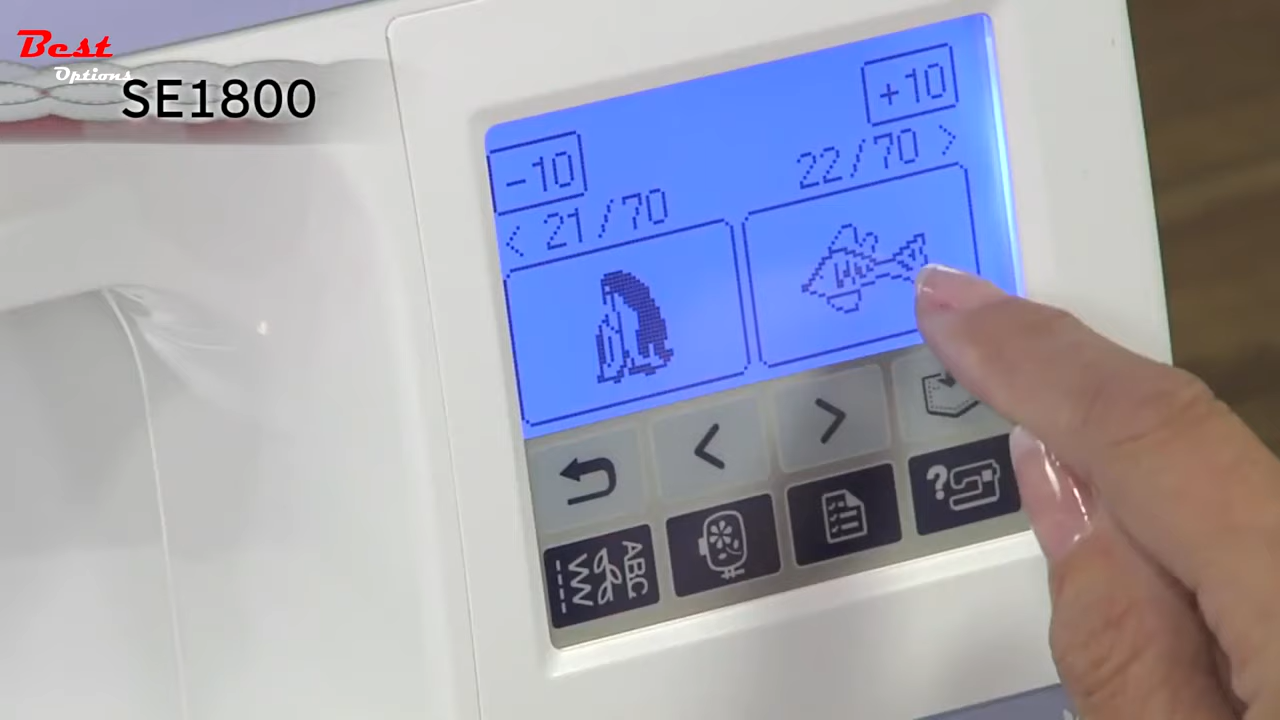 Best
Options
SE1800
-10
+10
< 21/70
22/70 >
< >
ABC
?